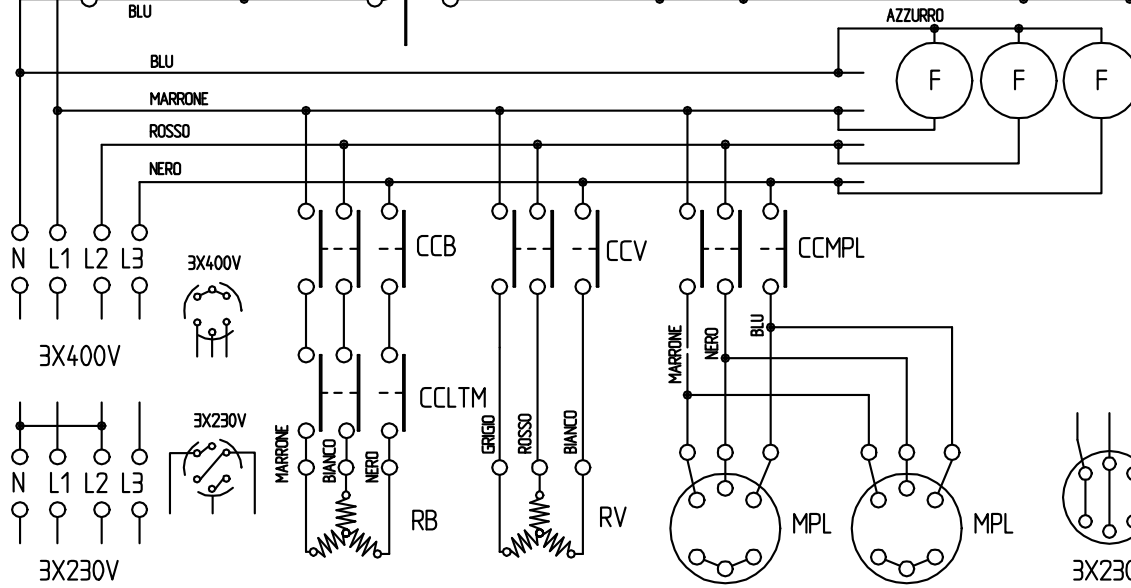 BLU
AZZURRO
BLU
F F F
MARRONE
ROSSO
NERO
N L1 L2 L3
3X400V
CCB
CCV
CCMPL
3X400V
MARRONE
NERO
BLU
CCLTM
3X230V
MARRONE
BIANCO
NERO
GRIGIO
ROSSO
BIANCO
N L1 L2 L3
RB
RV
MPL
MPL
3X230V
3X230